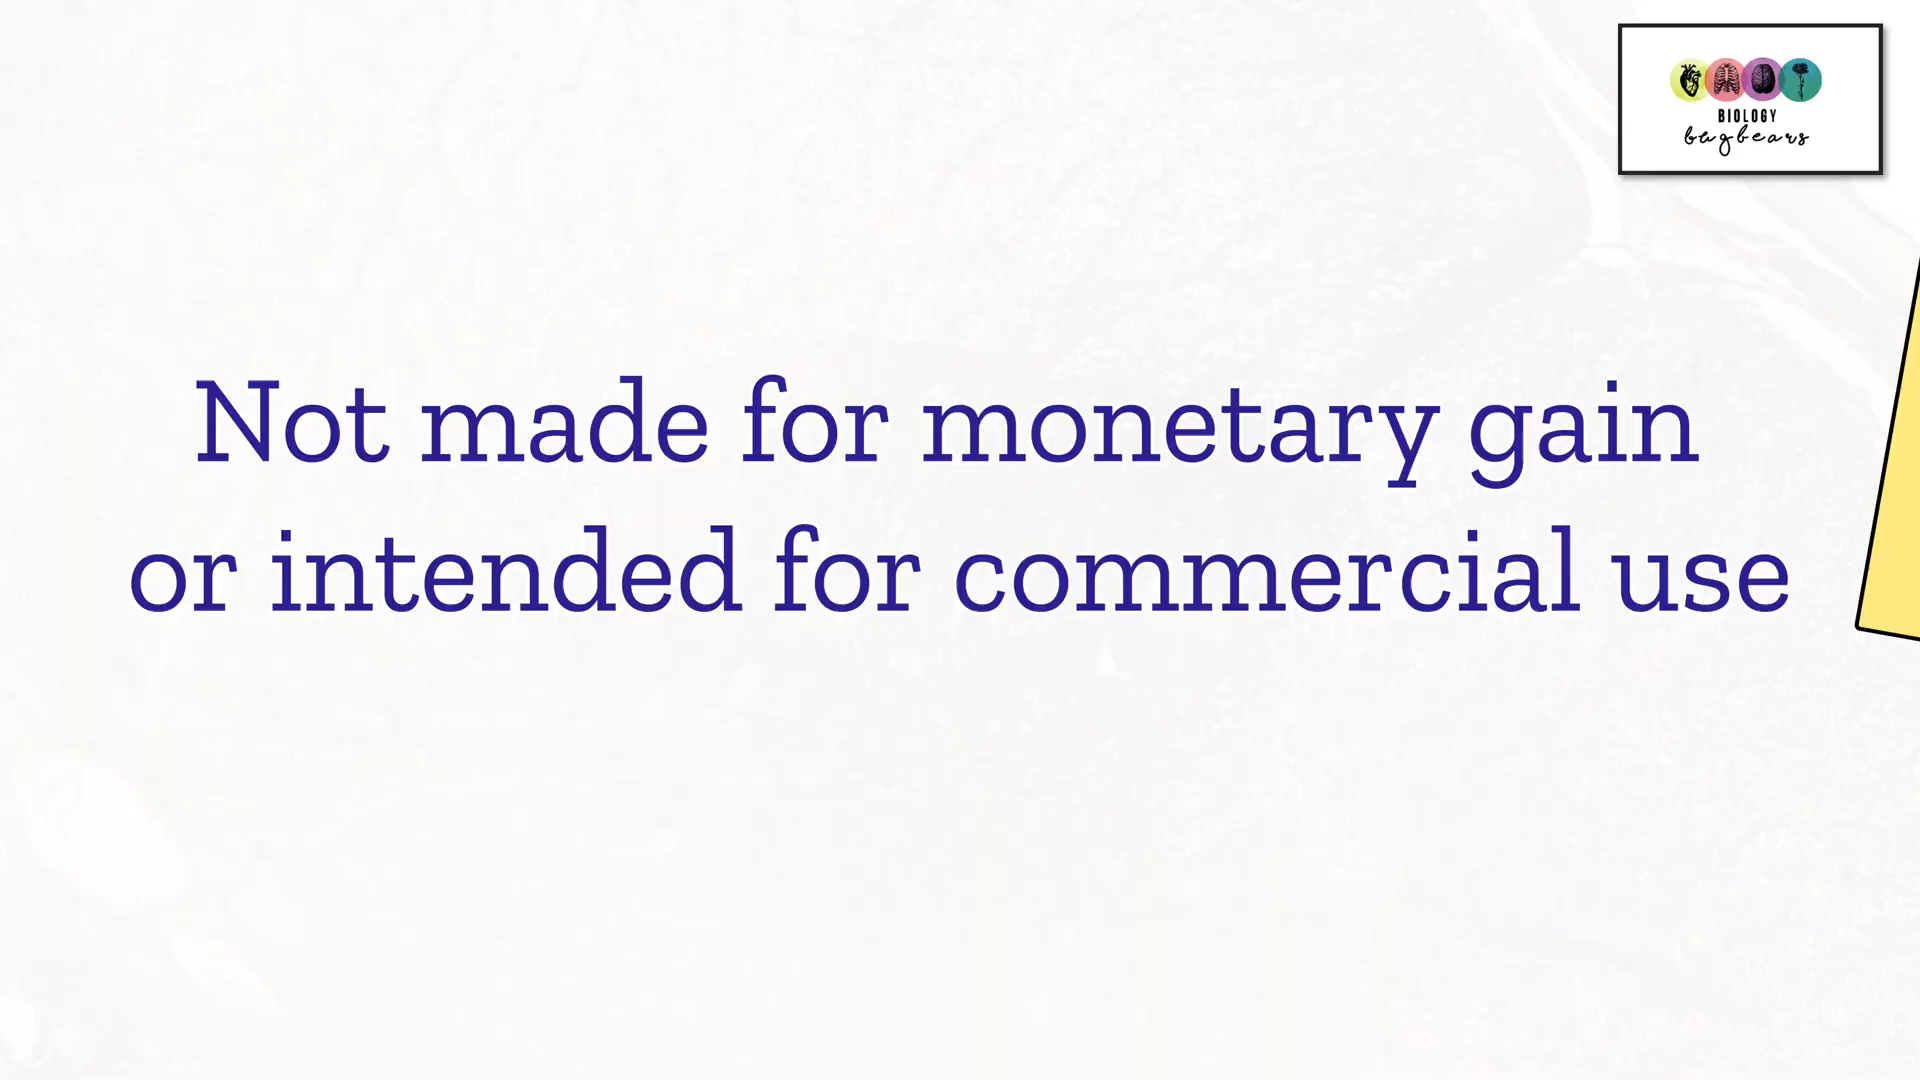 BIOLOGY
bugbears
Not made for monetary gain
or intended for commercial use